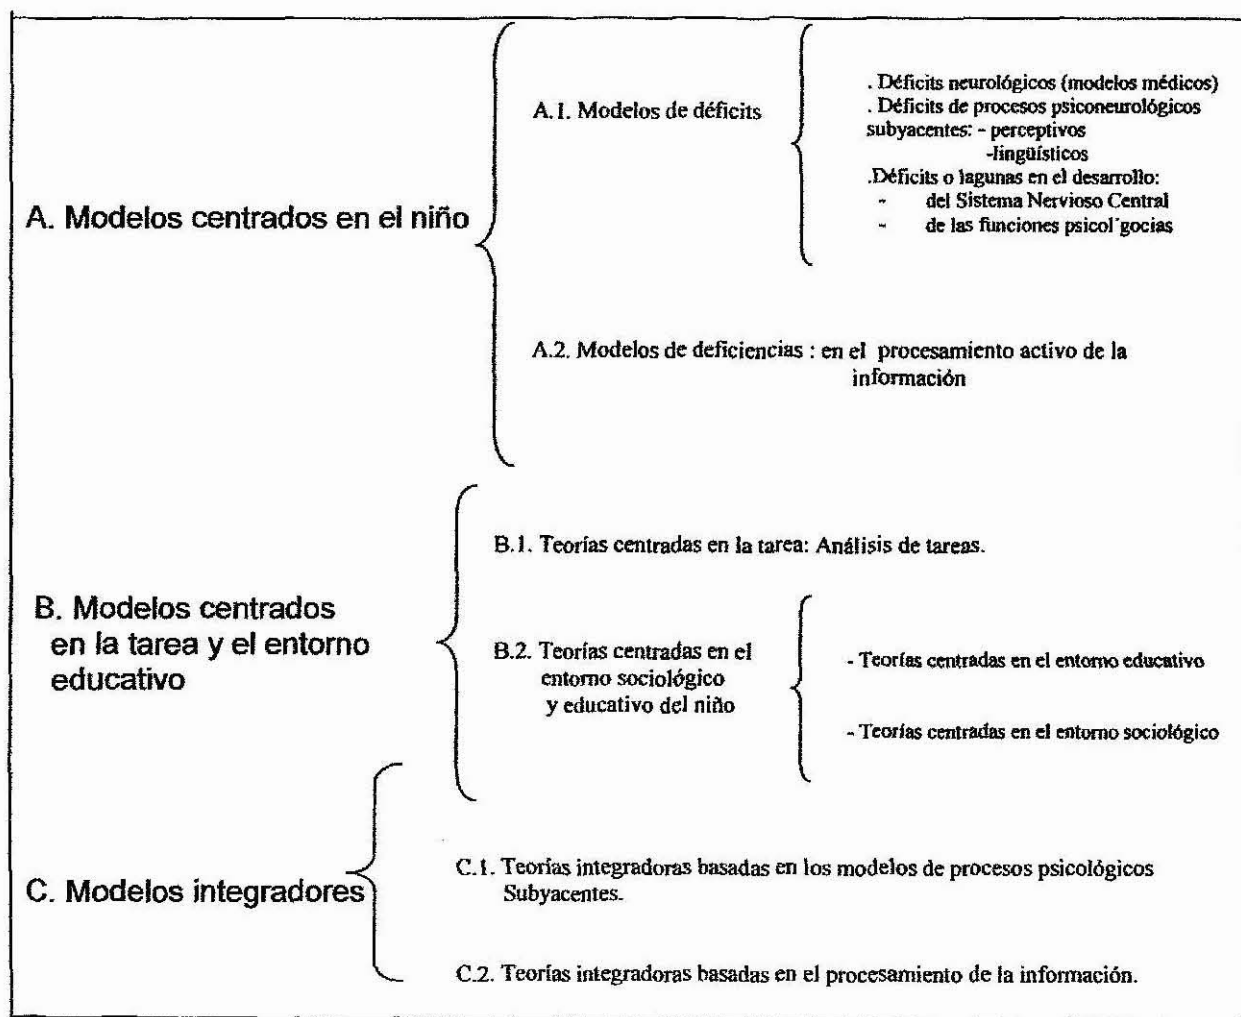 A. Modelos centrados en el niño
A.1. Modelos de déficits
. Déficits neurológicos (modelos médicos)
. Déficits de procesos psiconeurológicos
subyacentes: - perceptivos
-lingüísticos
.Déficits o lagunas en el desarrollo:
- del Sistema Nervioso Central
- de las funciones psicol´gocias
A.2. Modelos de deficiencias : en el procesamiento activo de la
información
B. Modelos centrados
en la tarea y el entorno
educativo
B.1. Teorías centradas en la tarea: Análisis de tareas.
B.2. Teorías centradas en el
entorno sociológico
y educativo del niño
- Teorías centradas en el entorno educativo
- Teorías centradas en el entorno sociológico
C. Modelos integradores
C.1. Teorías integradoras basadas en los modelos de procesos psicológicos
Subyacentes.
C.2. Teorías integradoras basadas en el procesamiento de la información.